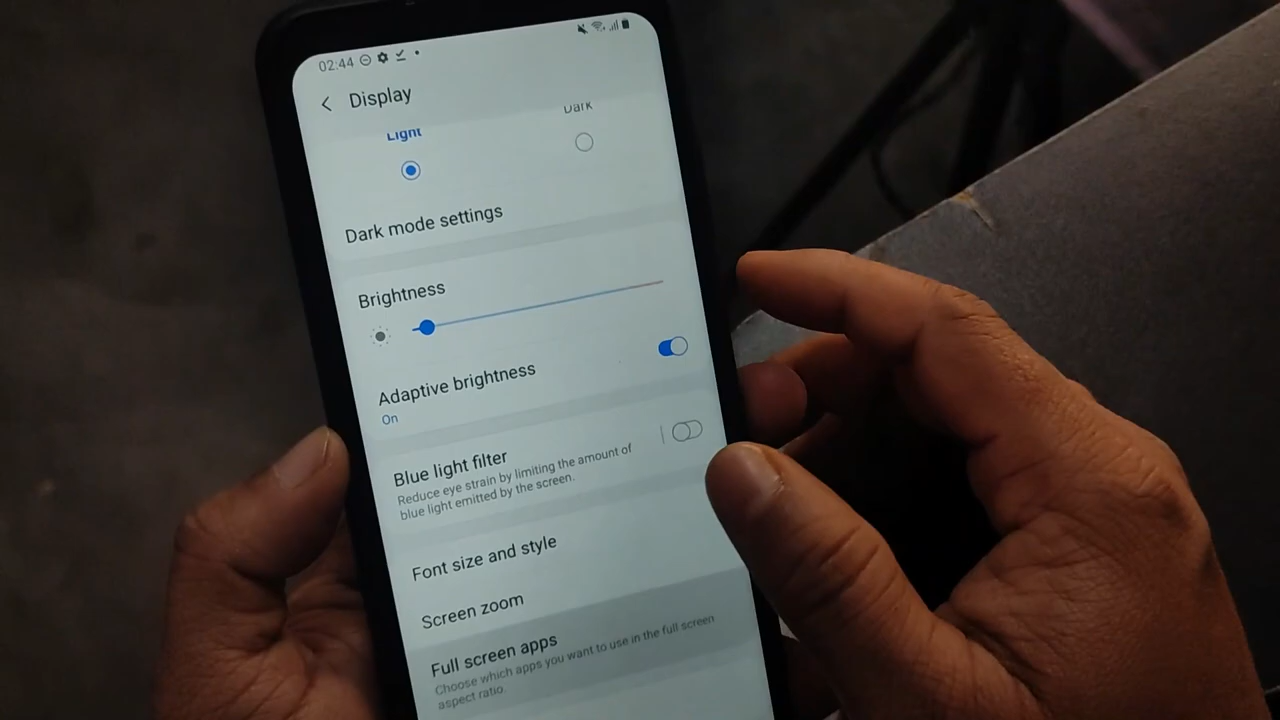 02:44
Display
Light
Dark
Dark mode settings
Brightness
Adaptive brightness
On
Blue light filter
Reduce eye strain by limiting the amount of
blue light emitted by the screen.
Font size and style
Screen zoom
Full screen apps
Choose which apps you want to use in the full screen
aspect ratio.